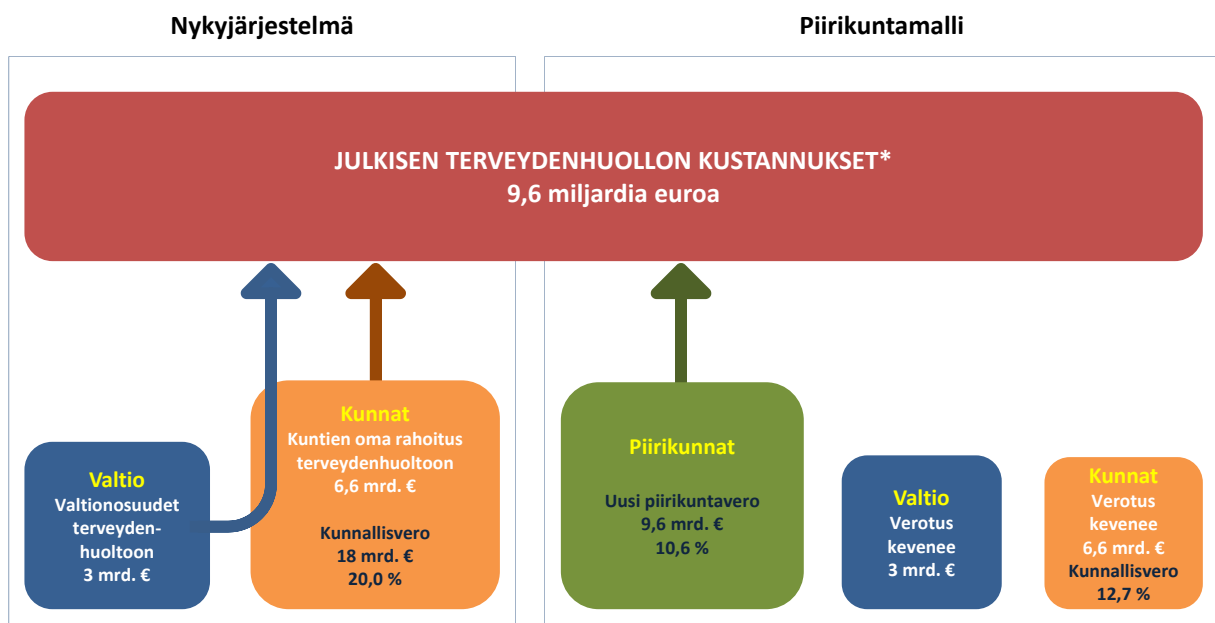 Nykyjärjestelmä
Piirikuntamalli
JULKISEN TERVEYDENHUOLLON KUSTANNUKSET*
9,6 miljardia euroa
Valtio
Valtionosuudet
terveyden-
huoltoon
3 mrd. €
Kunnat
Kuntien oma rahoitus
terveydenhuoltoon
6,6 mrd. €
Kunnallisvero
18 mrd. €
20,0 %
Piirikunnat
Uusi piirikuntavero
9,6 mrd. €
10,6 %
Valtio
Verotus
kevenee
3 mrd. €
Kunnat
Verotus
kevenee
6,6 mrd. €
Kunnallisvero
12,7 %